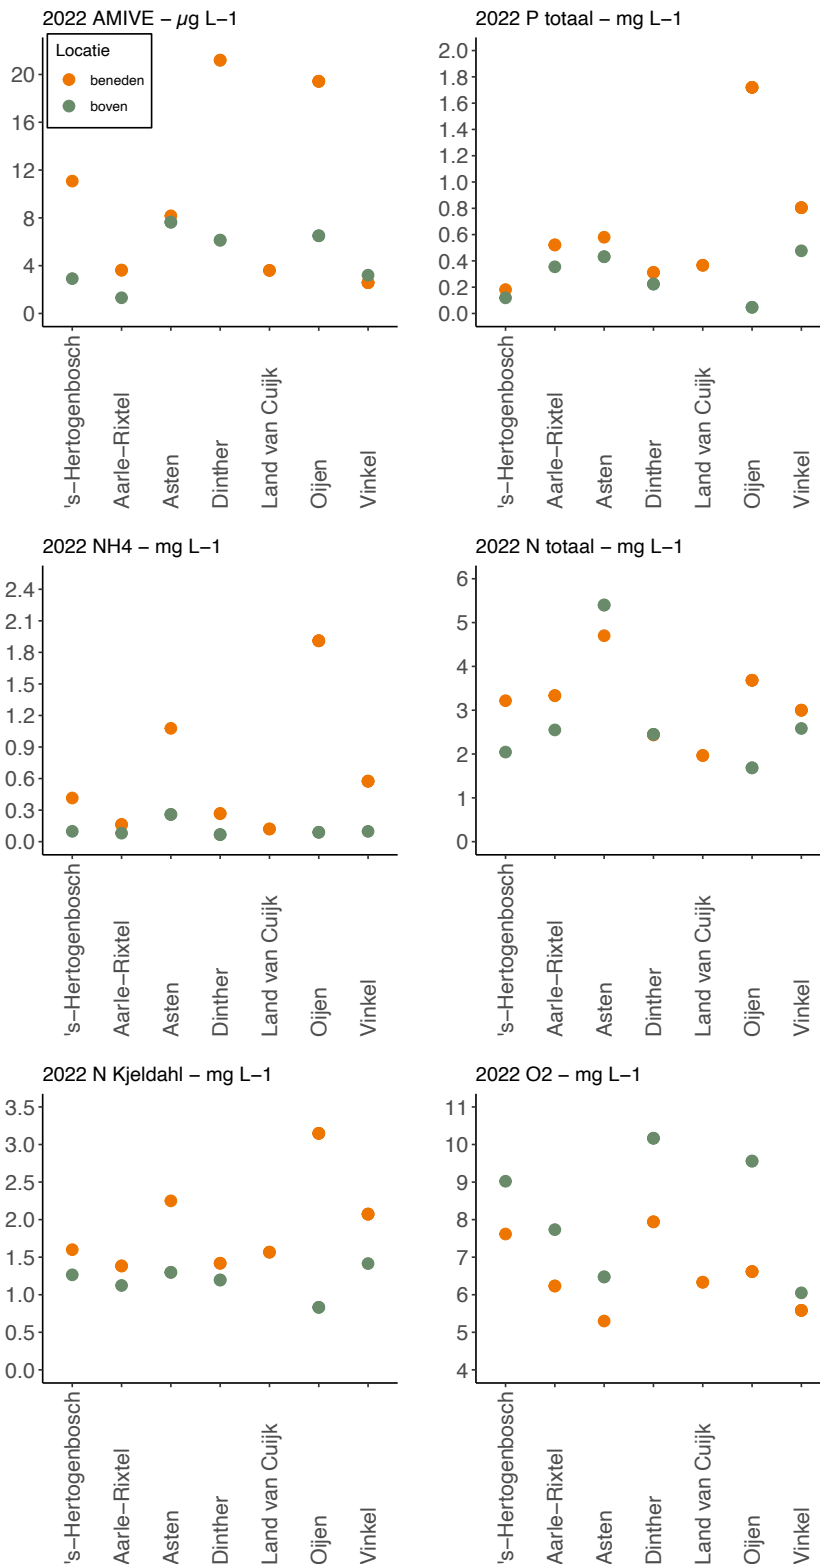 2022 AMIVE – µg L−1
Locatie
beneden
boven
20
16
12
8
4
0
's−Hertogenbosch
Aarle−Rixtel
Asten
Dinther
Land van Cuijk
Oijen
Vinkel
2022 P totaal – mg L−1
2.0
1.8
1.6
1.4
1.2
1.0
0.8
0.6
0.4
0.2
0.0
's−Hertogenbosch
Aarle−Rixtel
Asten
Dinther
Land van Cuijk
Oijen
Vinkel
2022 NH4 – mg L−1
2.4
2.1
1.8
1.5
1.2
0.9
0.6
0.3
0.0
's−Hertogenbosch
Aarle−Rixtel
Asten
Dinther
Land van Cuijk
Oijen
Vinkel
2022 N totaal – mg L−1
6
5
4
3
2
1
0
's−Hertogenbosch
Aarle−Rixtel
Asten
Dinther
Land van Cuijk
Oijen
Vinkel
2022 N Kjeldahl – mg L−1
3.5
3.0
2.5
2.0
1.5
1.0
0.5
0.0
's−Hertogenbosch
Aarle−Rixtel
Asten
Dinther
Land van Cuijk
Oijen
Vinkel
2022 O2 – mg L−1
11
10
9
8
7
6
5
4
's−Hertogenbosch
Aarle−Rixtel
Asten
Dinther
Land van Cuijk
Oijen
Vinkel